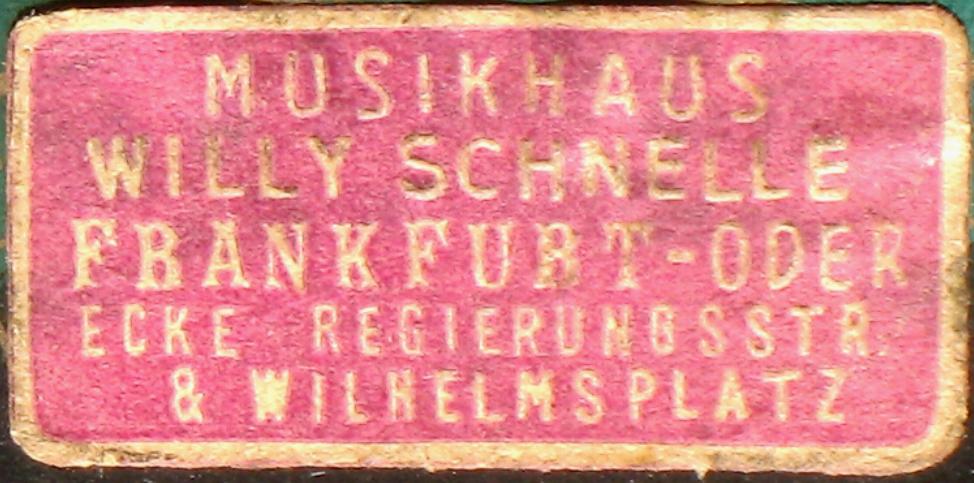 MUSIKHAUS
WILLY SCHNELLE
FRANKFURT-ODER
ECKE REGIERUNGSSTR.
& WILHELMSPLATZ